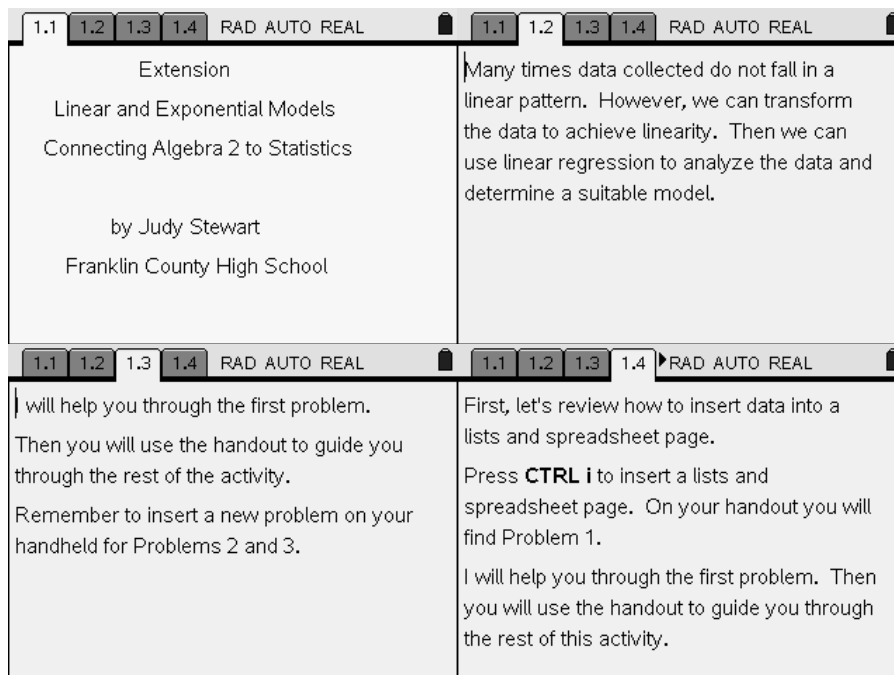 1.1 1.2 1.3 1.4 RAD AUTO REAL
Extension
Linear and Exponential Models
Connecting Algebra 2 to Statistics
by Judy Stewart
Franklin County High School
1.1 1.2 1.3 1.4 RAD AUTO REAL
Many times data collected do not fall in a
linear pattern. However, we can transform
the data to achieve linearity. Then we can
use linear regression to analyze the data and
determine a suitable model.
1.1 1.2 1.3 1.4 RAD AUTO REAL
I will help you through the first problem.
Then you will use the handout to guide you
through the rest of the activity.
Remember to insert a new problem on your
handheld for Problems 2 and 3.
1.1 1.2 1.3 1.4 RAD AUTO REAL
First, let's review how to insert data into a
lists and spreadsheet page.
Press CTRL i to insert a lists and
spreadsheet page. On your handout you will
find Problem 1.
I will help you through the first problem. Then
you will use the handout to guide you through
the rest of this activity.